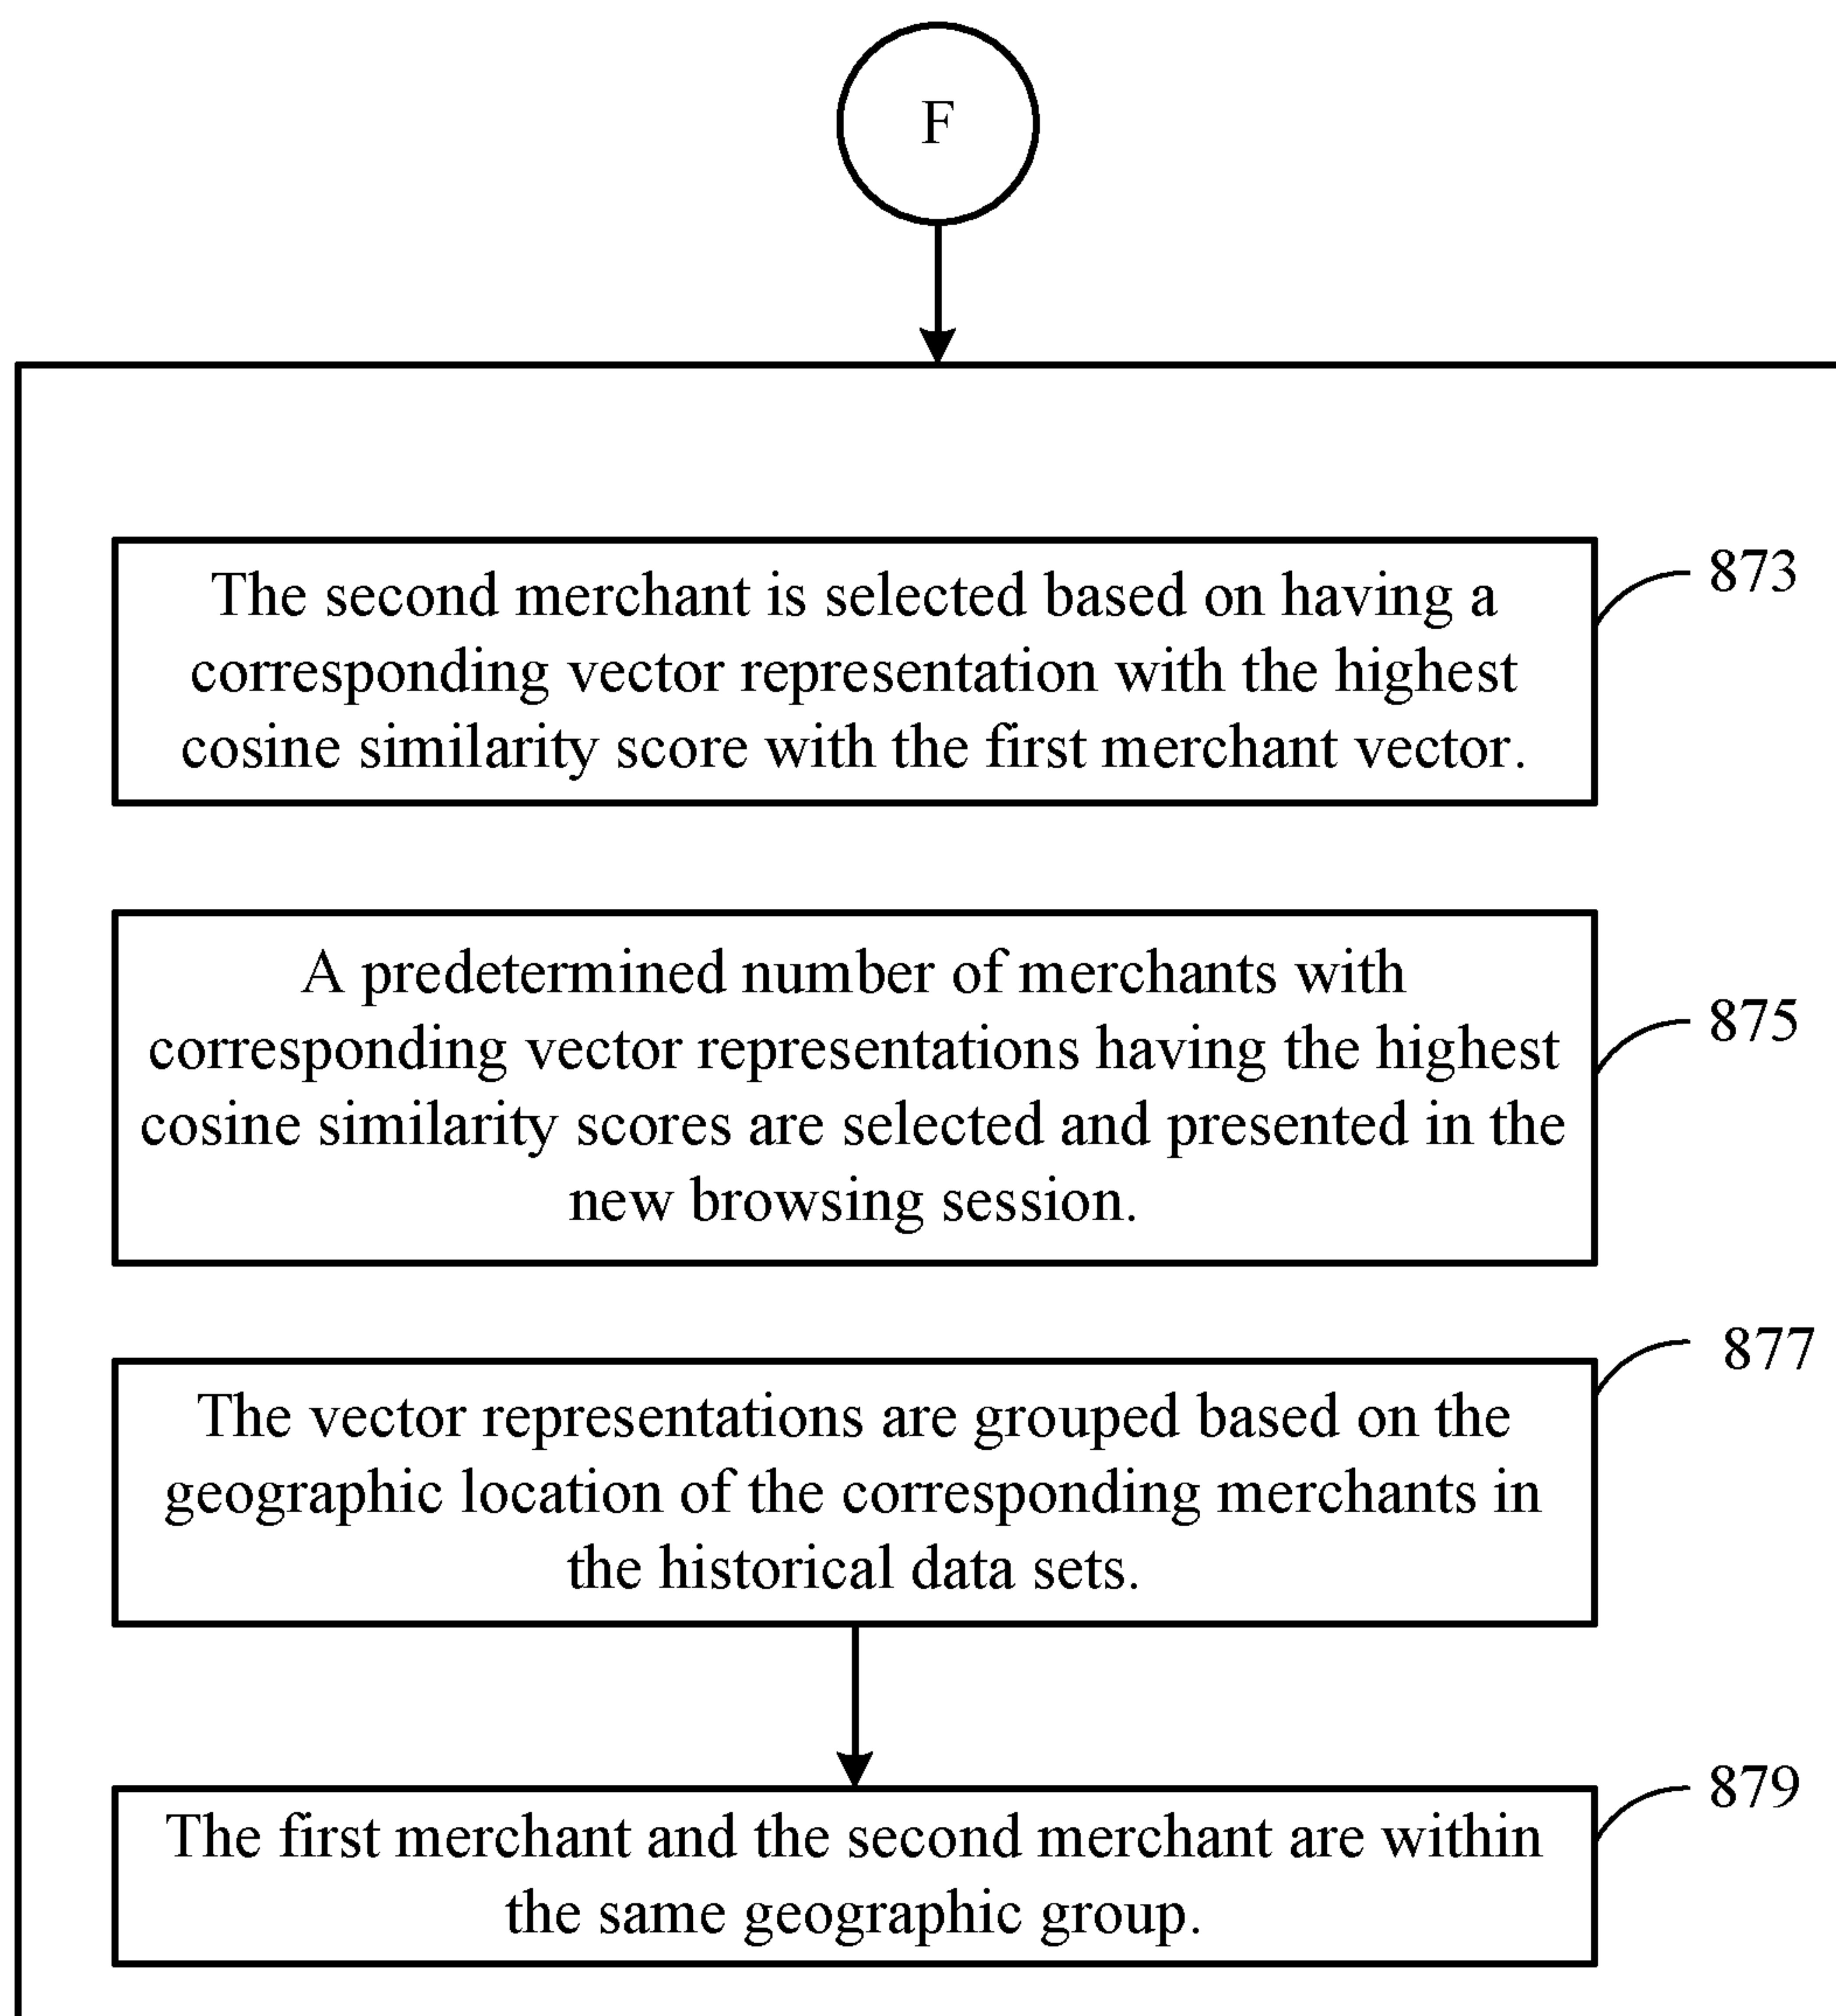 F
The second merchant is selected based on having a
corresponding vector representation with the highest
cosine similarity score with the first merchant vector.
873
A predetermined number of merchants with
corresponding vector representations having the highest
cosine similarity scores are selected and presented in the
new browsing session.
875
The vector representations are grouped based on the
geographic location of the corresponding merchants in
the historical data sets.
877
The first merchant and the second merchant are within
the same geographic group.
879